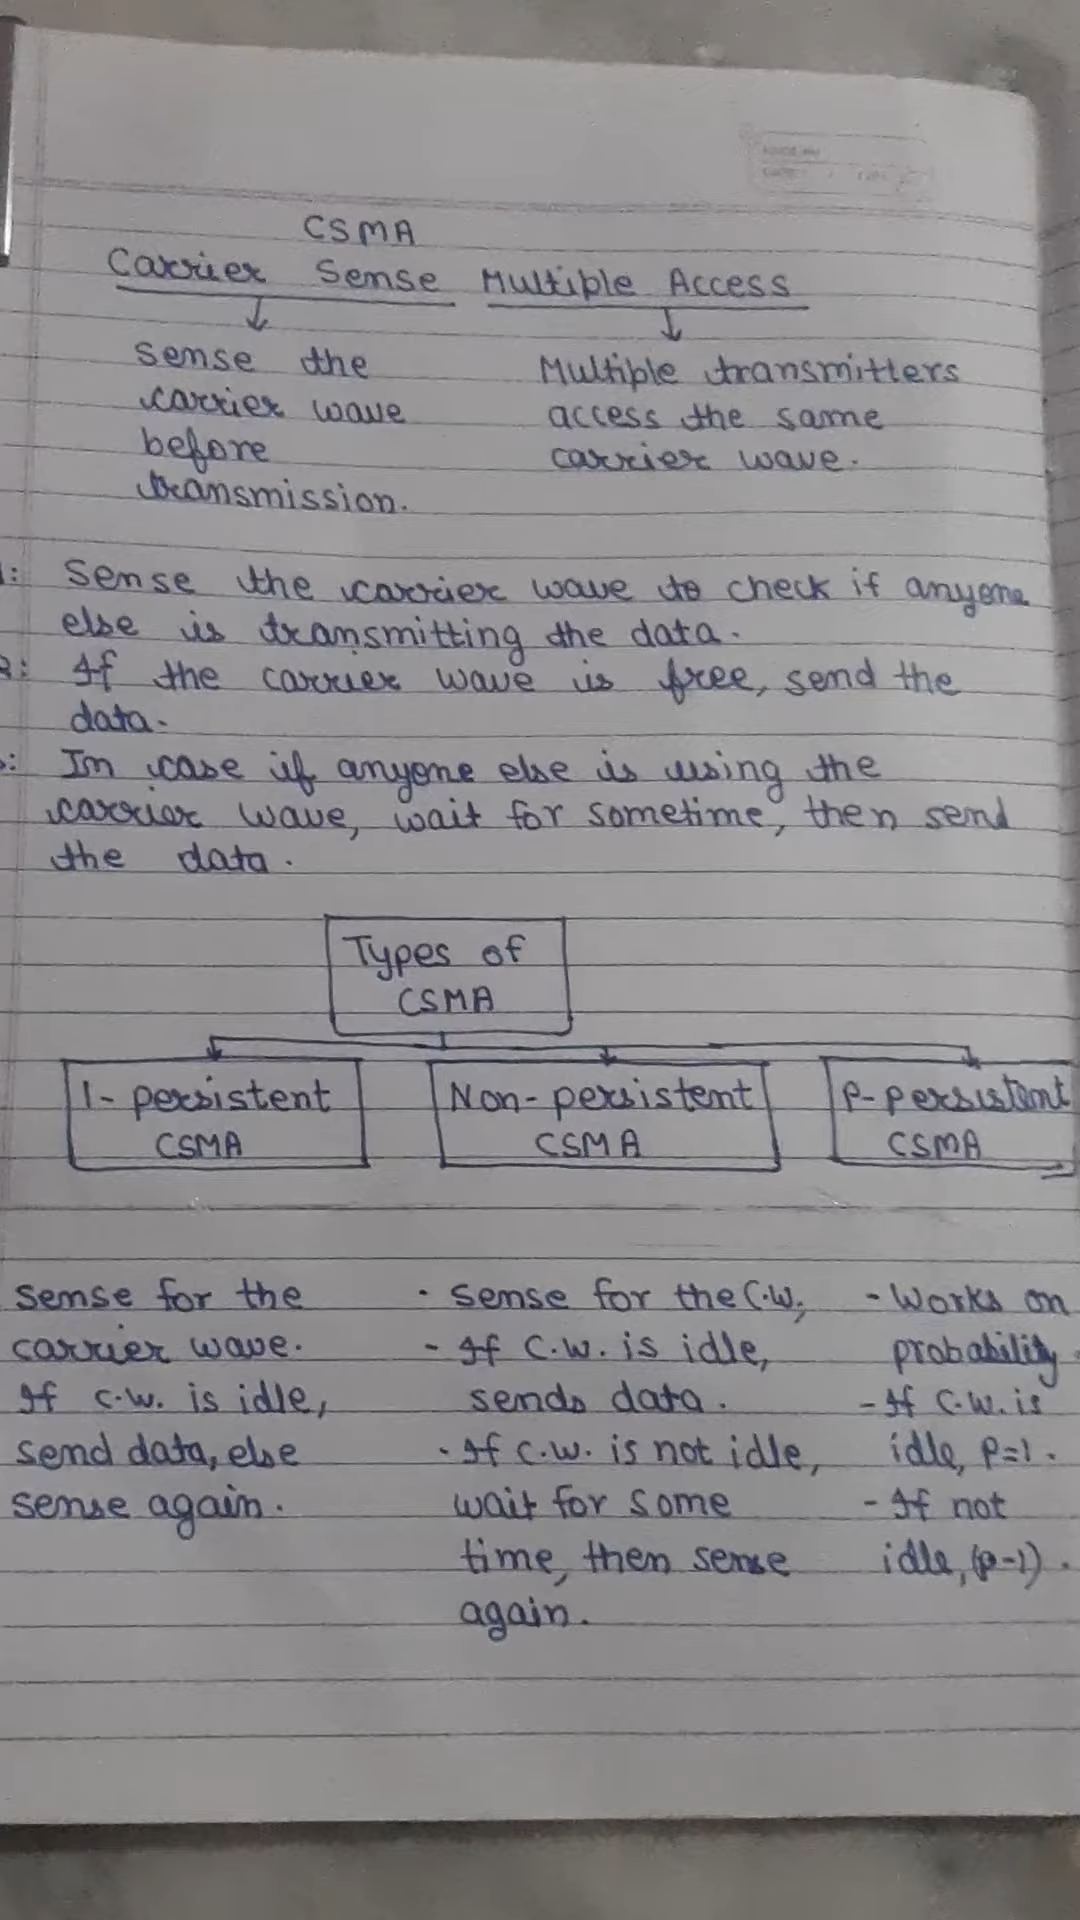 CSMA
Carrier Sense Multiple Access
sense the
carrier wave
before
transmission.
Multiple transmitters
access the same
carrier wave.
Sense the carrier wave to check if anyone
else is transmitting the data.
If the carrier wave is free, send the
data.
In case if anyone else is using the
carrier wave, wait for sometime, then send
the data.
Types of
CSMA
1- persistent
CSMA
Non-persistent
CSMA
P-persistent
CSMA
sense for the
carrier wave.
If c.w. is idle,
send data, else
sense again.
· sense for the C.W.
- If C.W. is idle,
sends data.
· If c.w. is not idle,
wait for some
time, then sense
again.
- Works on
probability.
- If C.W. is
idle, P=1.
- If not
idle, (p-1).